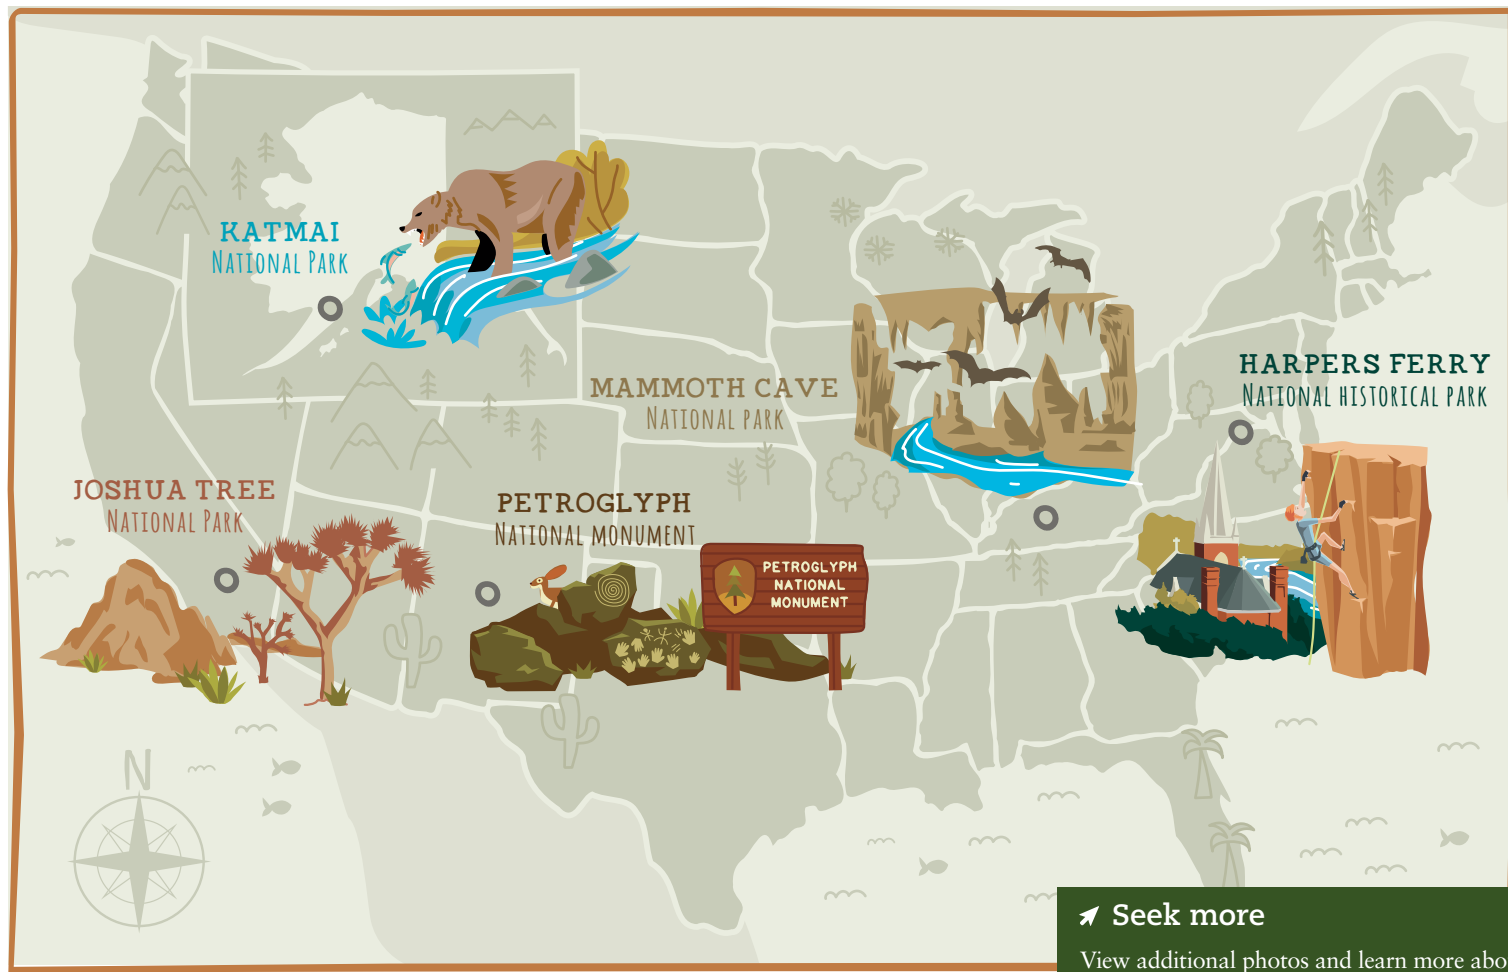 KATMAI
NATIONAL PARK
MAMMOTH CAVE
NATIONAL PARK
HARPERS FERRY
NATIONAL HISTORICAL PARK
JOSHUA TREE
NATIONAL PARK
PETROGLYPH
NATIONAL MONUMENT
PETROGLYPH
NATIONAL
MONUMENT
N
Seek more
View additional photos and learn more abo